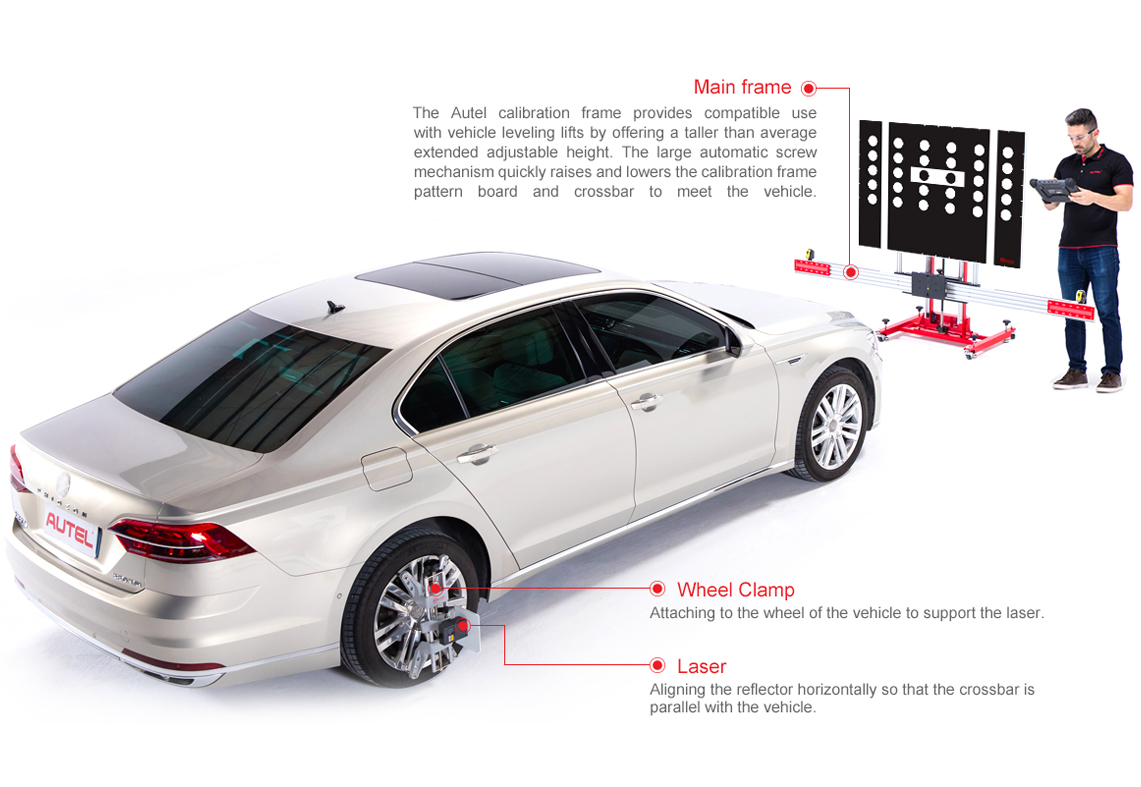 Main frame
The Autel calibration frame provides compatible use
with vehicle leveling lifts by offering a taller than average
extended adjustable height. The large automatic screw
mechanism quickly raises and lowers the calibration frame
pattern board and crossbar to meet the vehicle.
AUTEL
Wheel Clamp
Attaching to the wheel of the vehicle to support the laser.
Laser
Aligning the reflector horizontally so that the crossbar is
parallel with the vehicle.